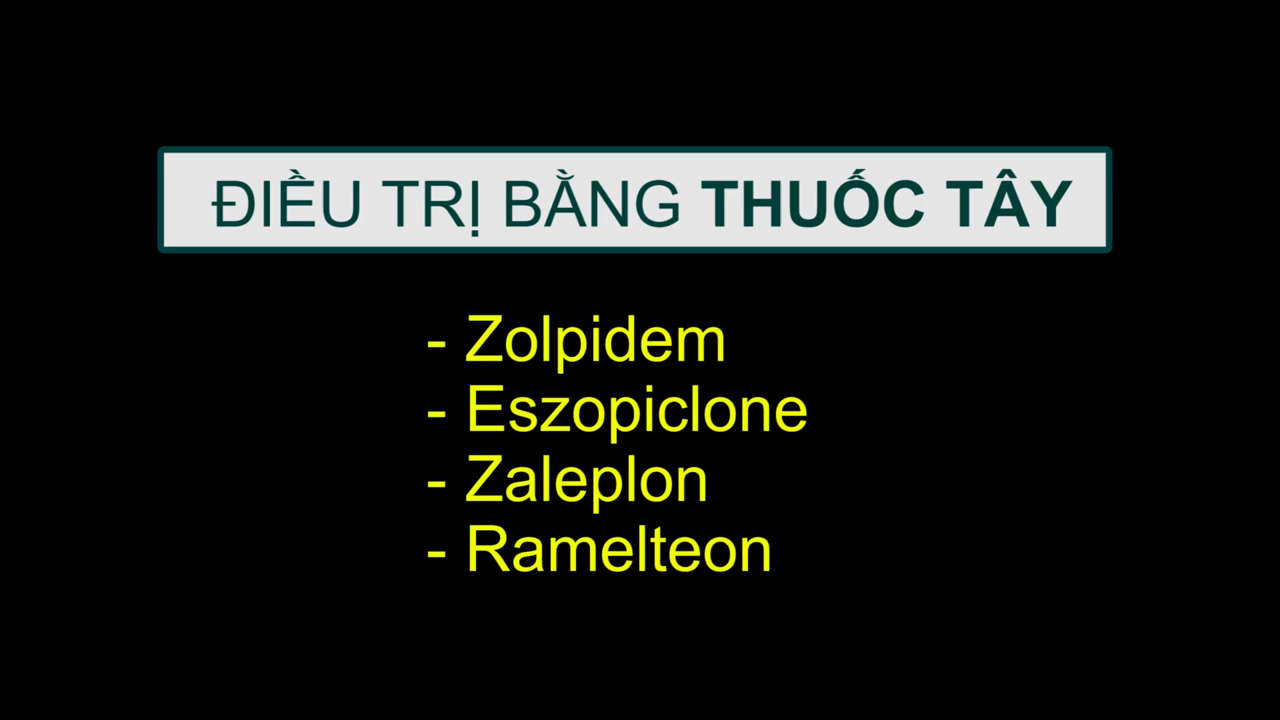 ĐIỀU TRỊ BẰNG THUỐC TÂY
- Zolpidem
- Eszopiclone
- Zaleplon
- Ramelteon